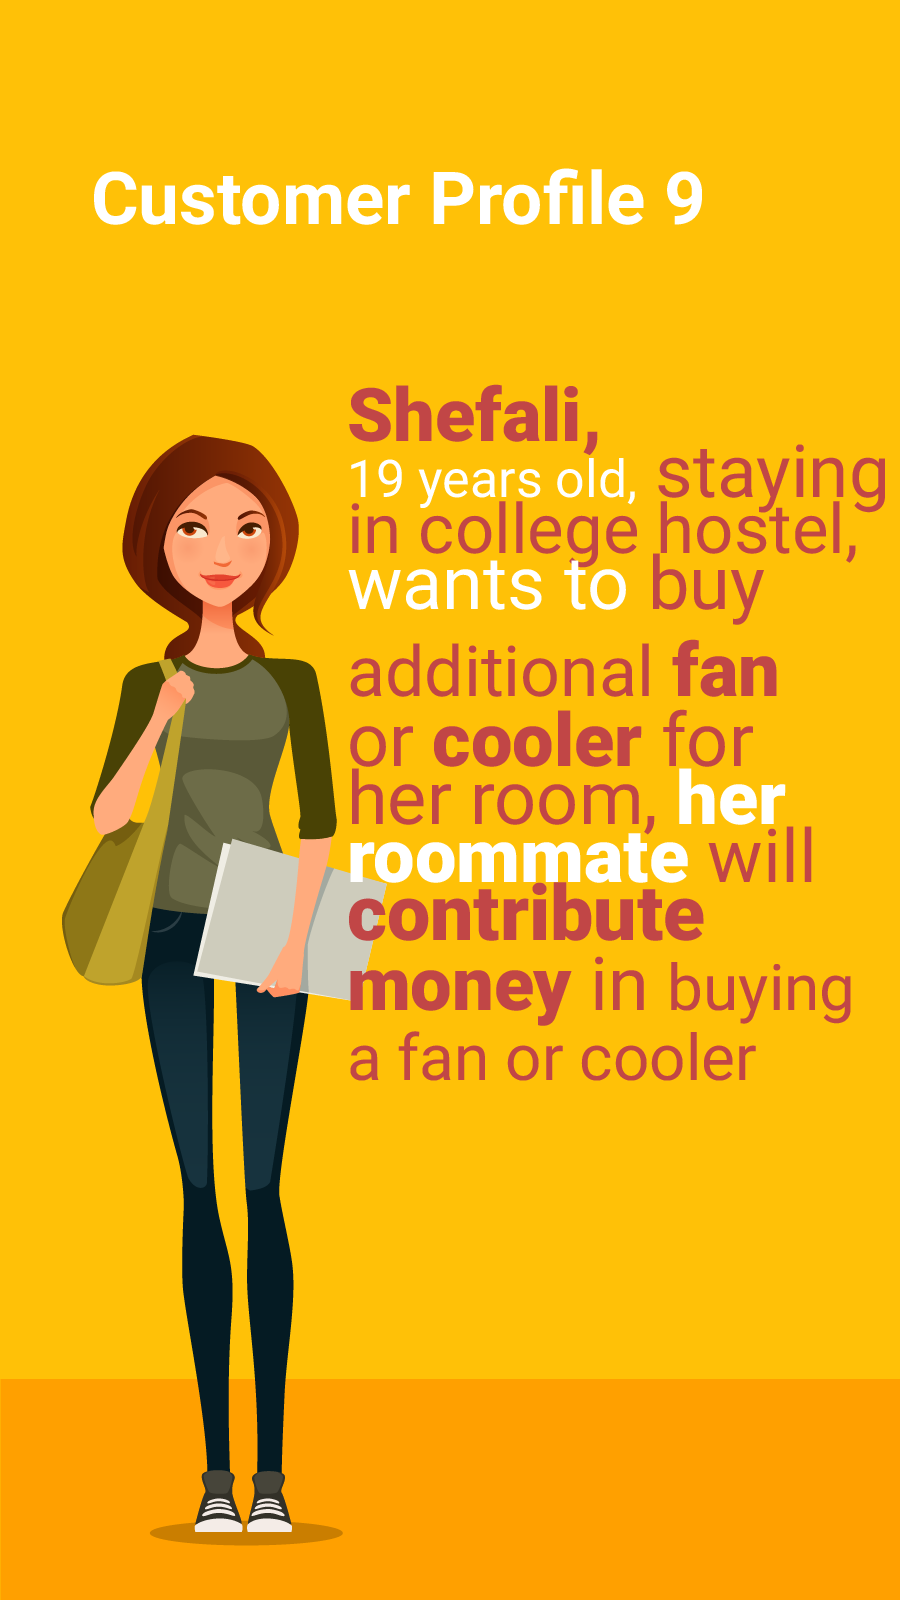 Customer Profile 9
Shefali,
19 years old, staying
in college hostel,
wants to buy
additional fan
or cooler for
her room, her
roommate will
contribute
money in buying
a fan or cooler